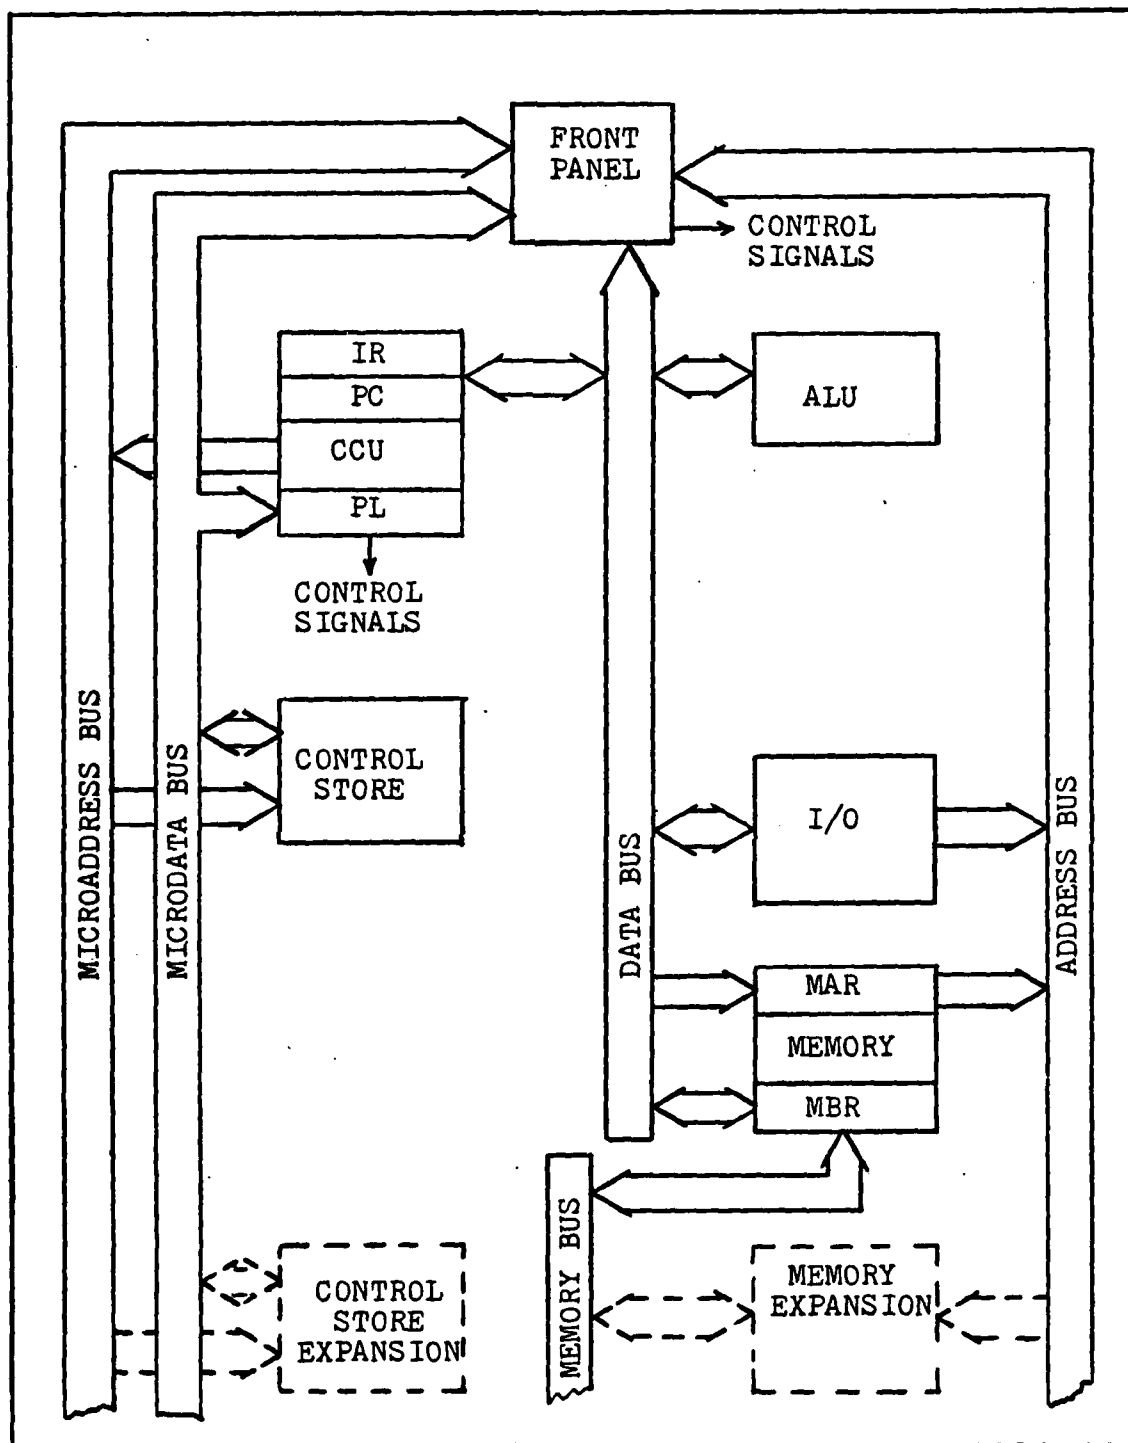 FRONT
PANEL
CONTROL
SIGNALS
IR
PC
CCU
PL
ALU
CONTROL
SIGNALS
MICROADDRESS BUS
MICRODATA BUS
CONTROL
STORE
DATA BUS
I/O
ADDRESS BUS
MAR
MEMORY
MBR
MEMORY BUS
CONTROL
STORE
EXPANSION
MEMORY
EXPANSION